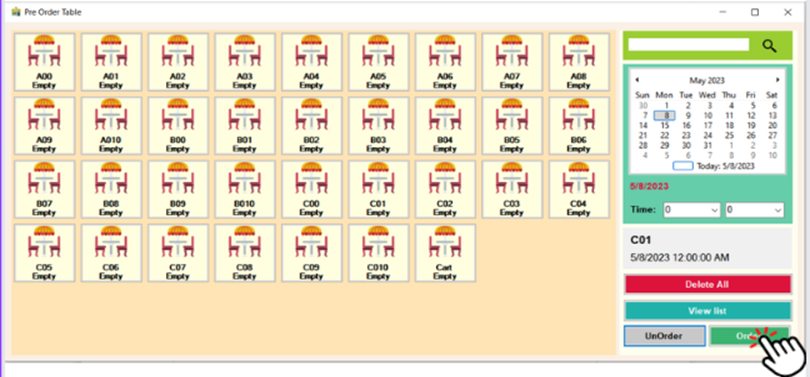 Pre Order Table
A00 A01 A02 A03 A04 A05 A06 A07 A08
Empty Empty Empty Empty Empty Empty Empty Empty Empty
A09 A010 B00 B01 B02 B03 B04 B05 B06
Empty Empty Empty Empty Empty Empty Empty Empty Empty
B07 B08 B09 B010 C00 C01 C02 C03 C04
Empty Empty Empty Empty Empty Empty Empty Empty Empty
C05 C06 C07 C08 C09 C010 Cart
Empty Empty Empty Empty Empty Empty Empty
May 2023
Sun Mon Tue Wed Thu Fri Sat
30 1 2 3 4 5 6
7 8 9 10 11 12 13
14 15 16 17 18 19 20
21 22 23 24 25 26 27
28 29 30 31 1 2 3
4 5 6 7 8 9 10
Today: 5/8/2023
5/8/2023
Time: 0 0
C01
5/8/2023 12:00:00 AM
Delete All
View list
UnOrder